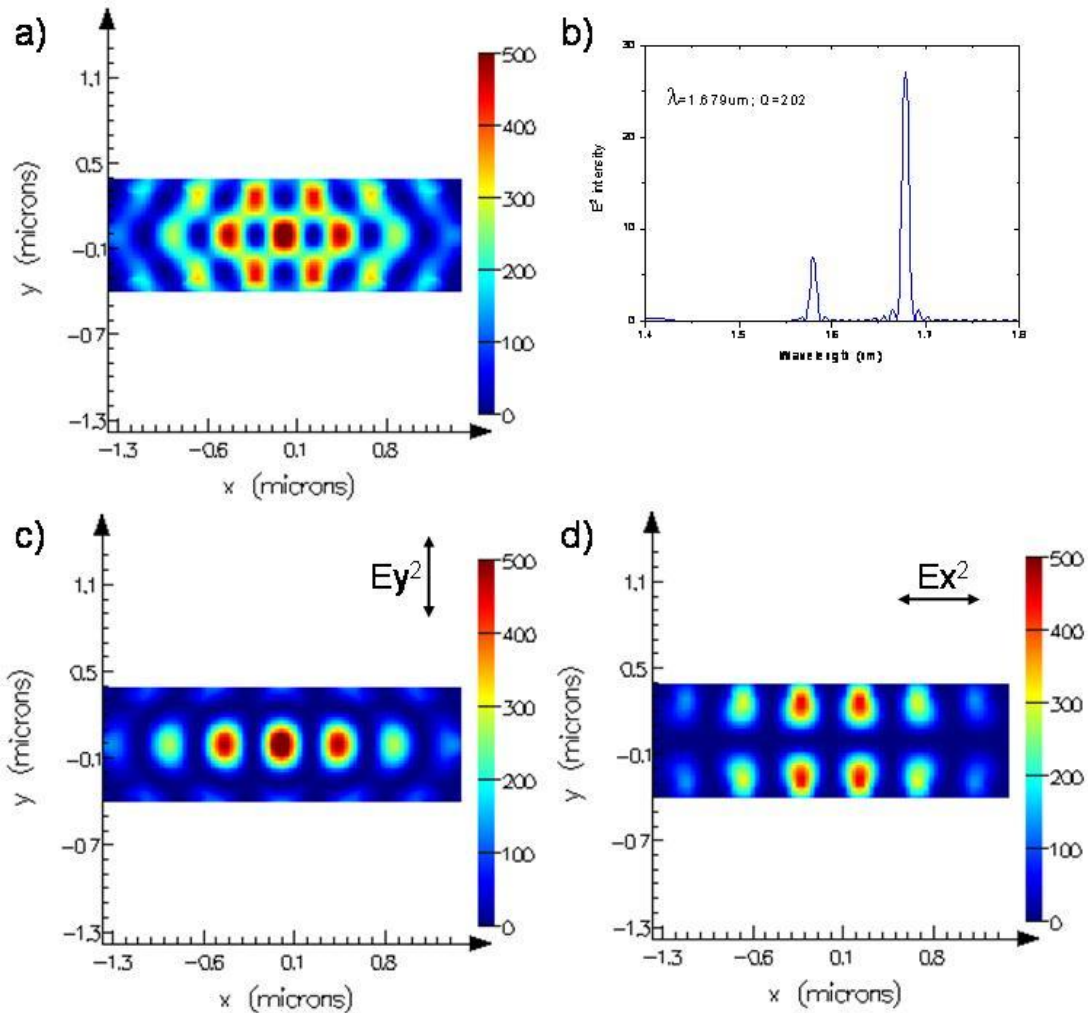 a)
1.1
0.5
y (microns)
−0.1
−0.7
−1.3
−1.3 −0.6 0.1 0.8
x (microns)
500
400
300
200
100
0
b)
λ=1.679um; Q=202
30
20
10
0
E² intensity
1.4 1.5 1.6 1.7 1.8
Wavelength (nm)
c)
Ey²
1.1
0.5
y (microns)
−0.1
−0.7
−1.3
−1.3 −0.6 0.1 0.8
x (microns)
500
400
300
200
100
0
d)
Ex²
1.1
0.5
y (microns)
−0.1
−0.7
−1.3
−1.3 −0.6 0.1 0.8
x (microns)
500
400
300
200
100
0